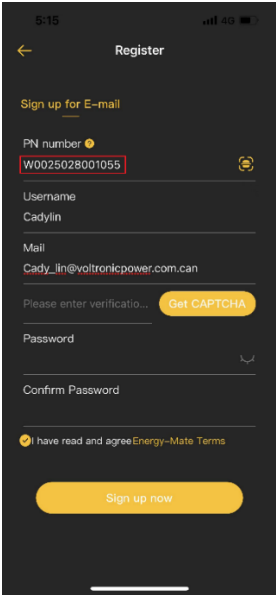 5:15
4G
Register
Sign up for E-mail
PN number ?
W0025028001055
Username
Cadylin
Mail
Cady_lin@voltronicpower.com.can
Please enter verificatio... Get CAPTCHA
Password
Confirm Password
I have read and agree Energy-Mate Terms
Sign up now